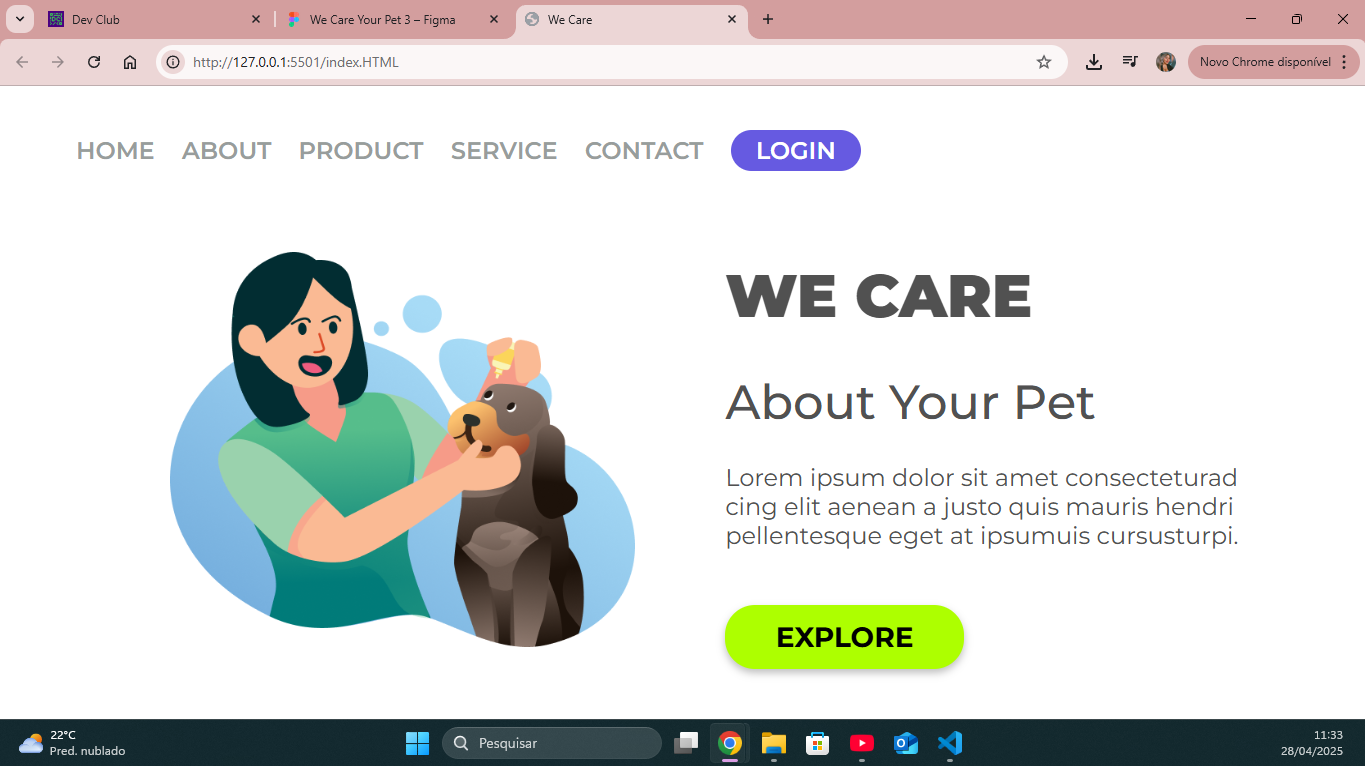 Dev Club
We Care Your Pet 3 – Figma
We Care
http://127.0.0.1:5501/index.HTML
Novo Chrome disponível
HOME ABOUT PRODUCT SERVICE CONTACT LOGIN
WE CARE
About Your Pet
Lorem ipsum dolor sit amet consecteturad
cing elit aenean a justo quis mauris hendri
pellentesque eget at ipsumuis cursusturpi.
EXPLORE
22°C
Pred. nublado
Pesquisar
11:33
28/04/2025